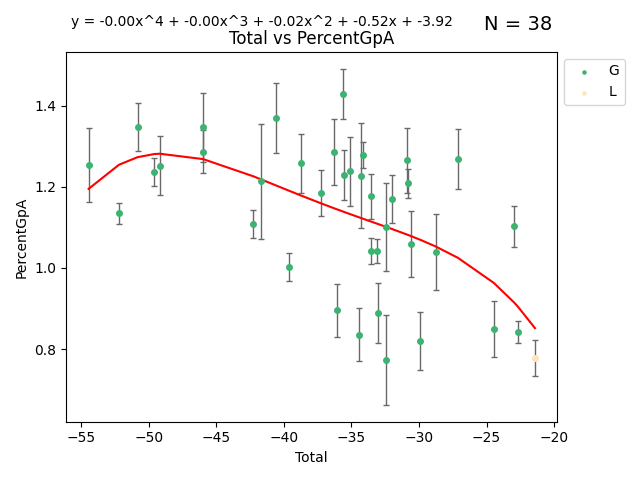 y = -0.00x^4 + -0.00x^3 + -0.02x^2 + -0.52x + -3.92
N = 38
Total vs PercentGpA
G
L
PercentGpA
1.4
1.2
1.0
0.8
−55 −50 −45 −40 −35 −30 −25 −20
Total